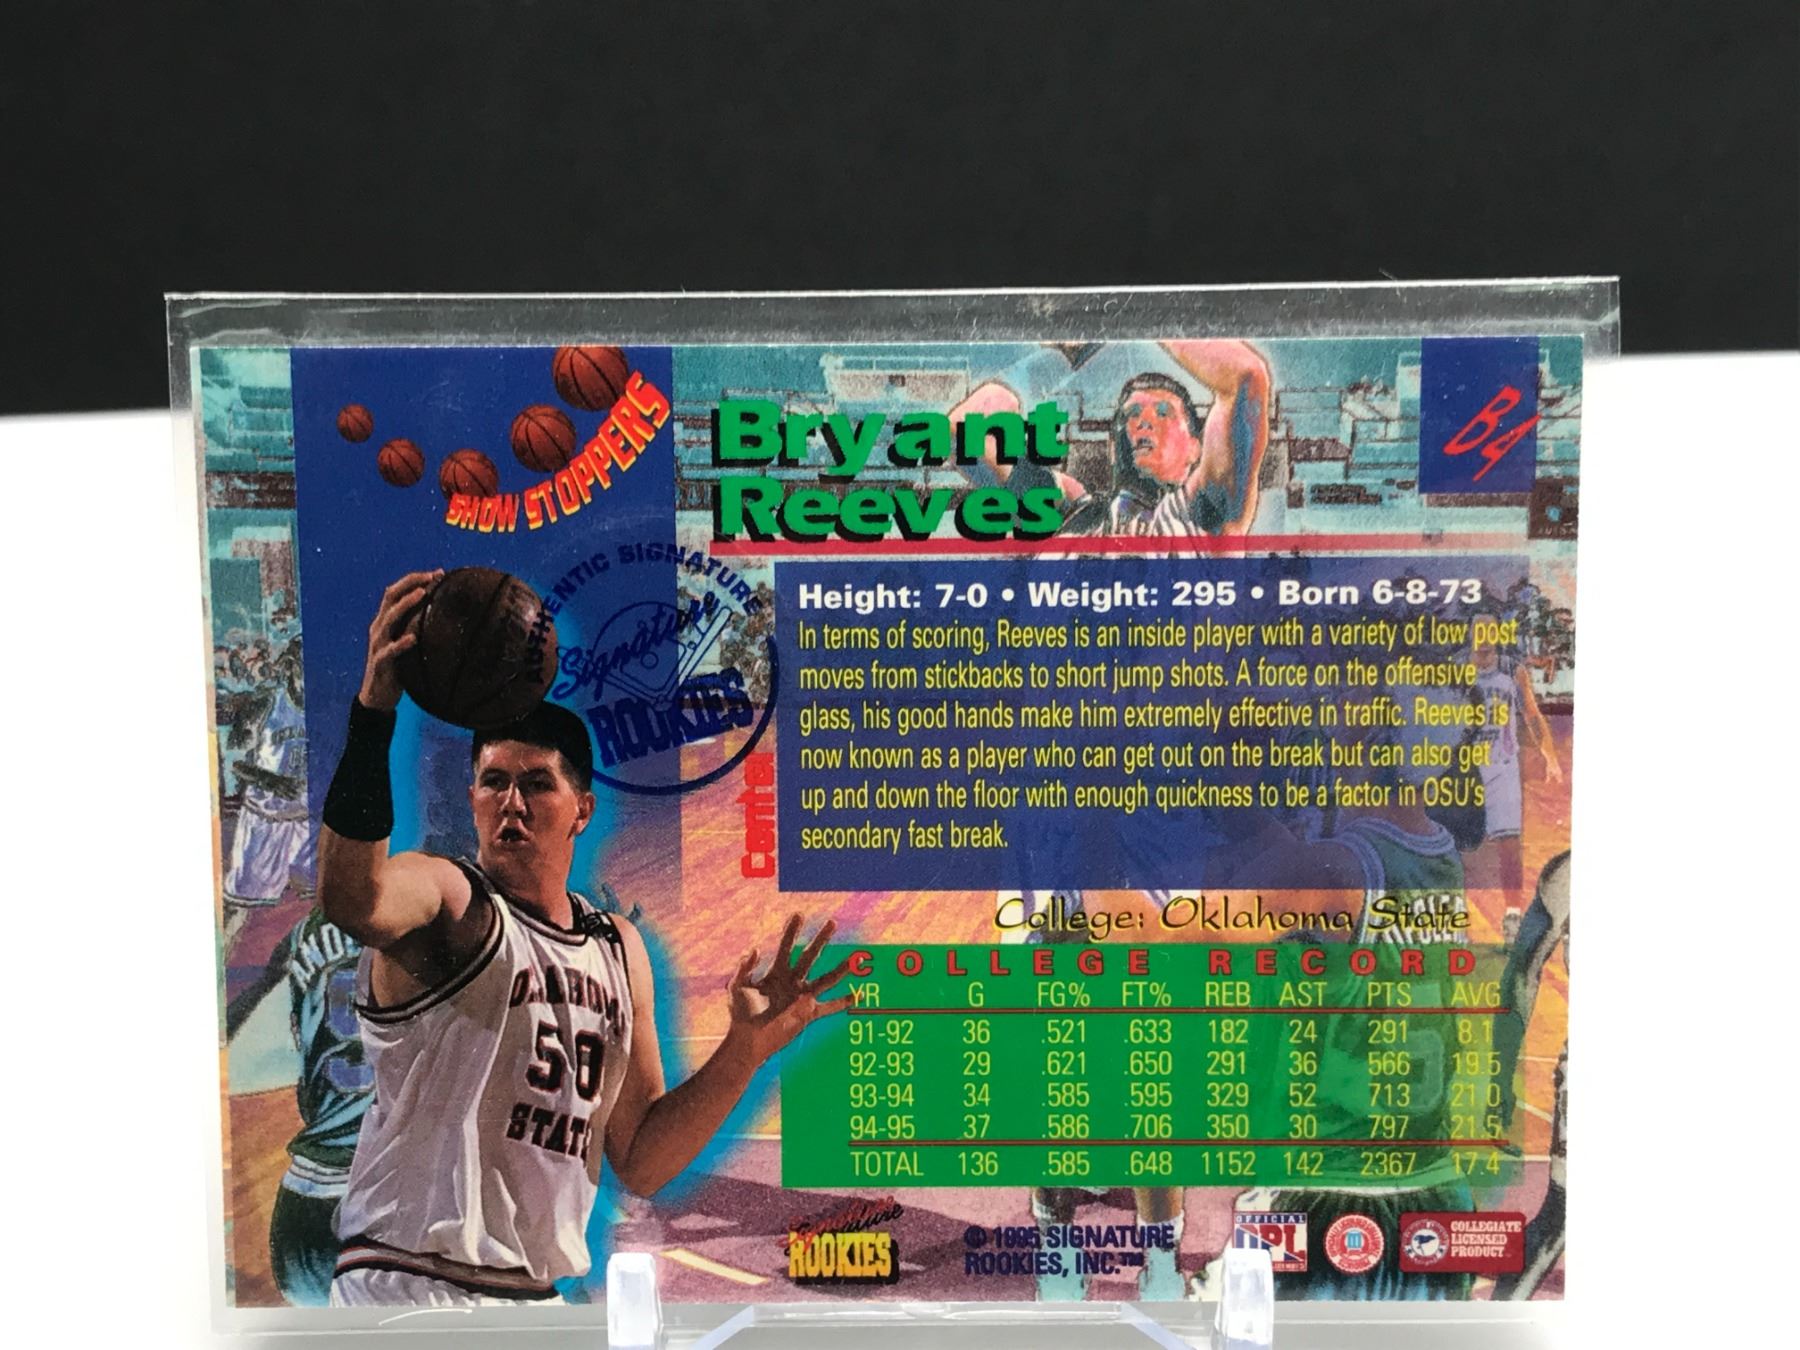 SHOW STOPPERS
Bryant
Reeves
B4
AUTHENTIC SIGNATURE
Signature
ROOKIES
Center
Height: 7-0 • Weight: 295 • Born 6-8-73
In terms of scoring, Reeves is an inside player with a variety of low post
moves from stickbacks to short jump shots. A force on the offensive
glass, his good hands make him extremely effective in traffic. Reeves is
now known as a player who can get out on the break but can also get
up and down the floor with enough quickness to be a factor in OSU's
secondary fast break.
College: Oklahoma State
COLLEGE RECORD
YR G FG% FT% REB AST PTS AVG
91-92 36 .521 .633 182 24 291 8.1
92-93 29 .621 .650 291 36 566 19.5
93-94 34 .585 .595 329 52 713 21.0
94-95 37 .586 .706 350 30 797 21.5
TOTAL 136 .585 .648 1152 142 2367 17.4
OKLAHOMA
50
STATE
Signature
ROOKIES
© 1995 SIGNATURE
ROOKIES, INC.™
OFFICIAL
COLLEGIATE
LICENSED
PRODUCT